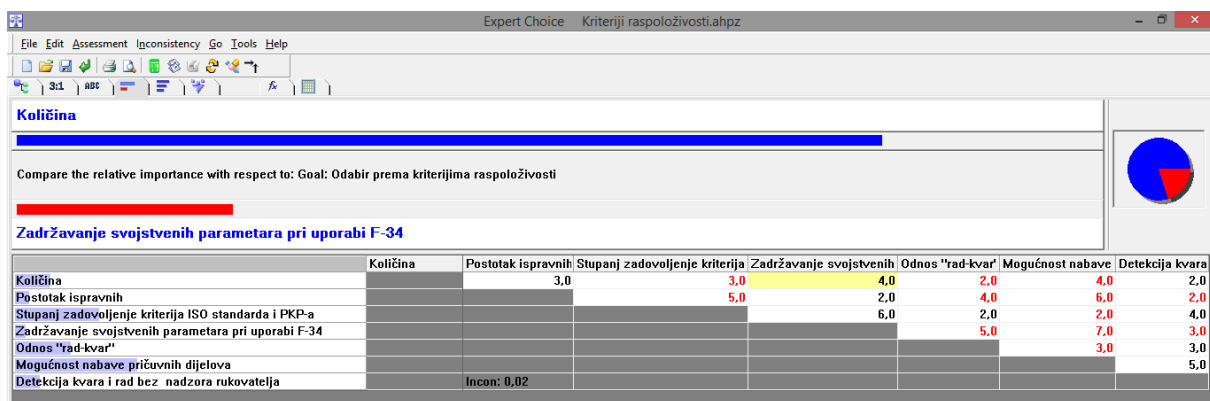 Expert Choice Kriteriji raspoloživosti.ahpz
File Edit Assessment Inconsistency Go Tools Help
3:1 ABC fx
Količina
Compare the relative importance with respect to: Goal: Odabir prema kriterijima raspoloživosti
Zadržavanje svojstvenih parametara pri uporabi F-34
Količina Postotak ispravnih Stupanj zadovoljenje kriterija Zadržavanje svojstvenih Odnos "rad-kvar" Mogućnost nabave Detekcija kvara
Količina 3,0 3,0 4,0 2,0 4,0 2,0
Postotak ispravnih 5,0 2,0 4,0 6,0 2,0
Stupanj zadovoljenje kriterija ISO standarda i PKP-a 6,0 2,0 2,0 4,0
Zadržavanje svojstvenih parametara pri uporabi F-34 5,0 7,0 3,0
Odnos "rad-kvar" 3,0 3,0
Mogućnost nabave pričuvnih dijelova 5,0
Detekcija kvara i rad bez nadzora rukovatelja Incon: 0,02